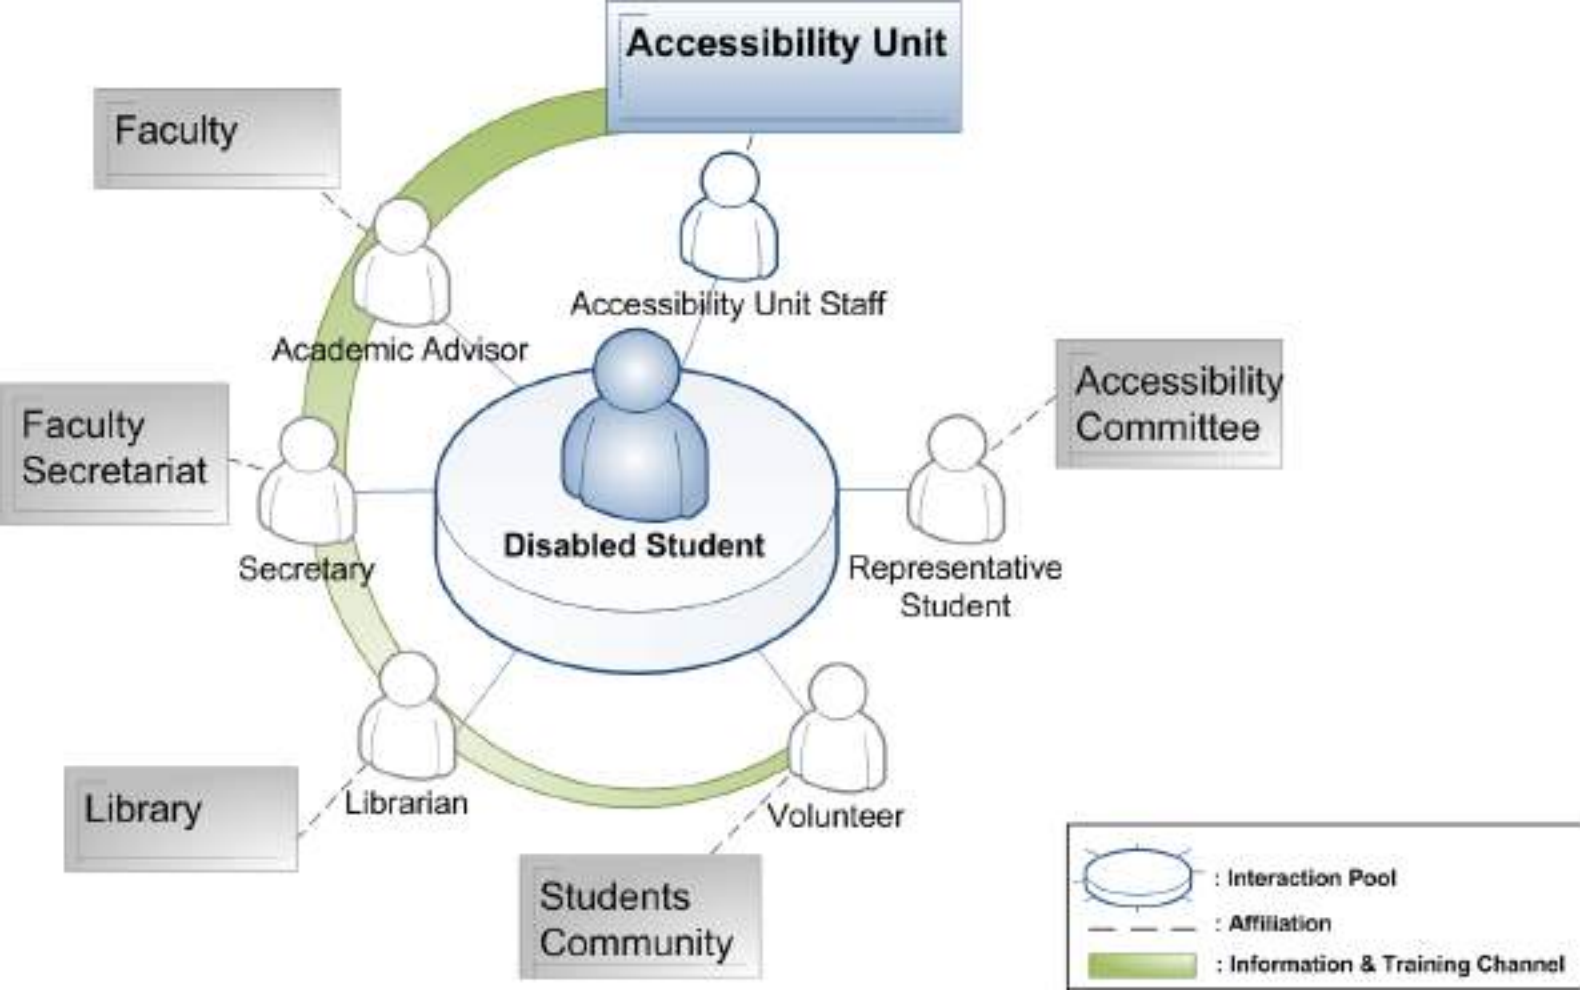 Accessibility Unit
Faculty
Accessibility Unit Staff
Academic Advisor
Accessibility
Committee
Faculty
Secretariat
Disabled Student
Secretary
Representative
Student
Library
Librarian
Volunteer
Students
Community
: Interaction Pool
: Affiliation
: Information & Training Channel